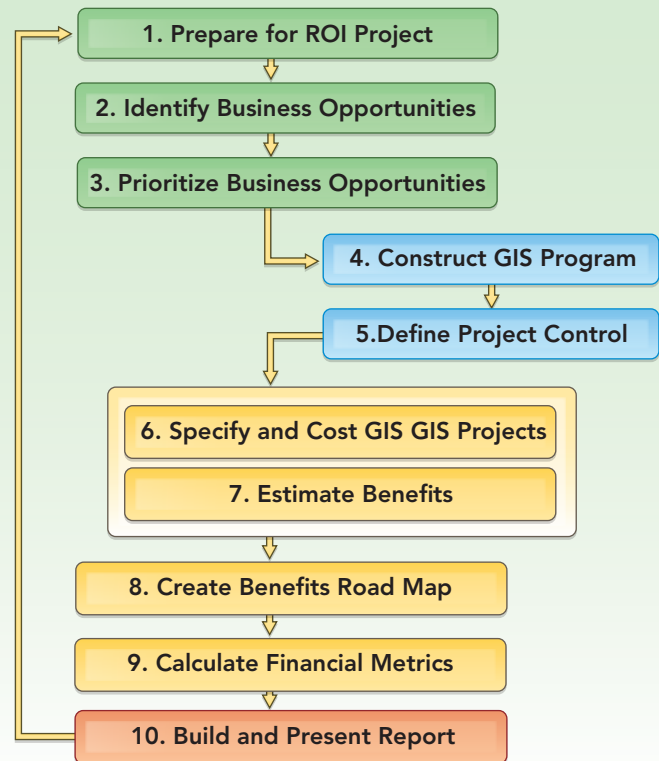 1. Prepare for ROI Project
2. Identify Business Opportunities
3. Prioritize Business Opportunities
4. Construct GIS Program
5.Define Project Control
6. Specify and Cost GIS GIS Projects
7. Estimate Benefits
8. Create Benefits Road Map
9. Calculate Financial Metrics
10. Build and Present Report